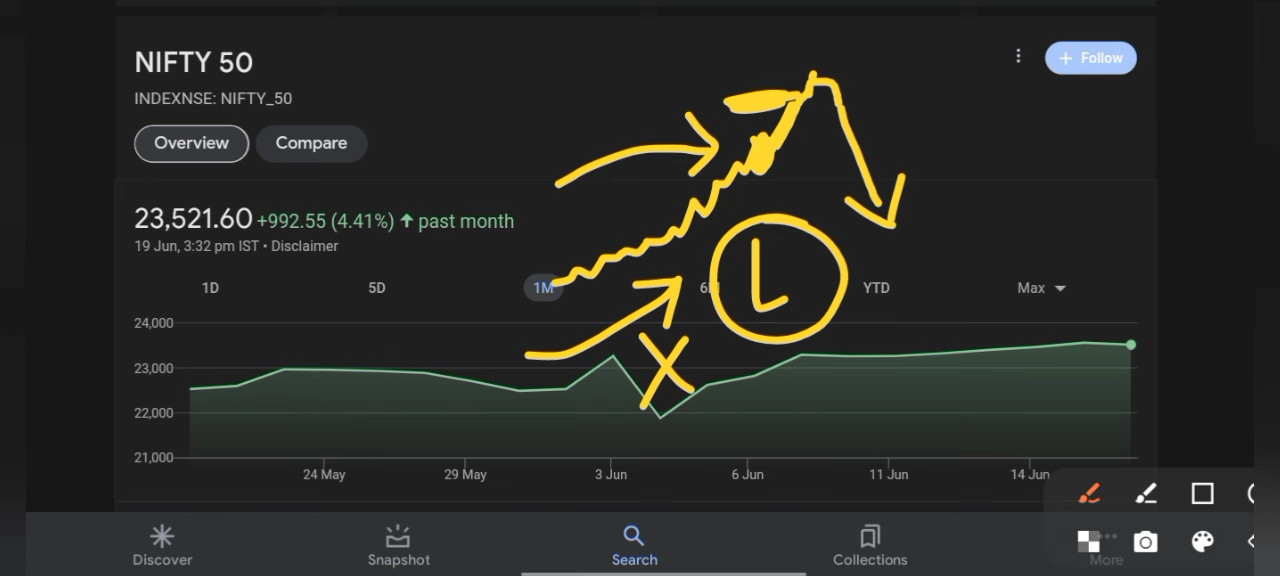 NIFTY 50
Follow
INDEXNSE: NIFTY_50
Overview Compare
23,521.60 +992.55 (4.41%) ↑ past month
19 Jun, 3:32 pm IST • Disclaimer
1D 5D 1M YTD Max
L
X
24,000
23,000
22,000
21,000
24 May 29 May 3 Jun 6 Jun 11 Jun 14 Jun
Discover Snapshot Search Collections More